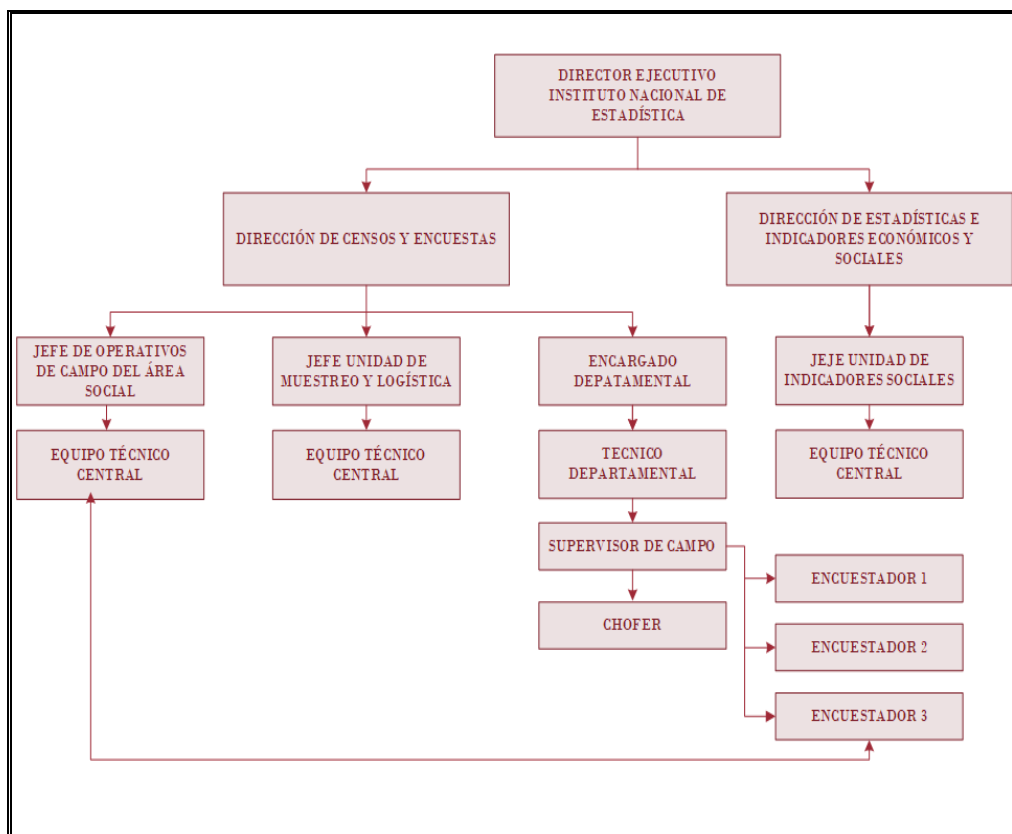 DIRECTOR EJECUTIVO
INSTITUTO NACIONAL DE
ESTADÍSTICA
DIRECCIÓN DE CENSOS Y ENCUESTAS
DIRECCIÓN DE ESTADÍSTICAS E
INDICADORES ECONÓMICOS Y
SOCIALES
JEFE DE OPERATIVOS
DE CAMPO DEL ÁREA
SOCIAL
JEFE UNIDAD DE
MUESTREO Y LOGÍSTICA
ENCARGADO
DEPATAMENTAL
JEJE UNIDAD DE
INDICADORES SOCIALES
EQUIPO TÉCNICO
CENTRAL
EQUIPO TÉCNICO
CENTRAL
TECNICO
DEPARTAMENTAL
EQUIPO TÉCNICO
CENTRAL
SUPERVISOR DE CAMPO
ENCUESTADOR 1
CHOFER
ENCUESTADOR 2
ENCUESTADOR 3